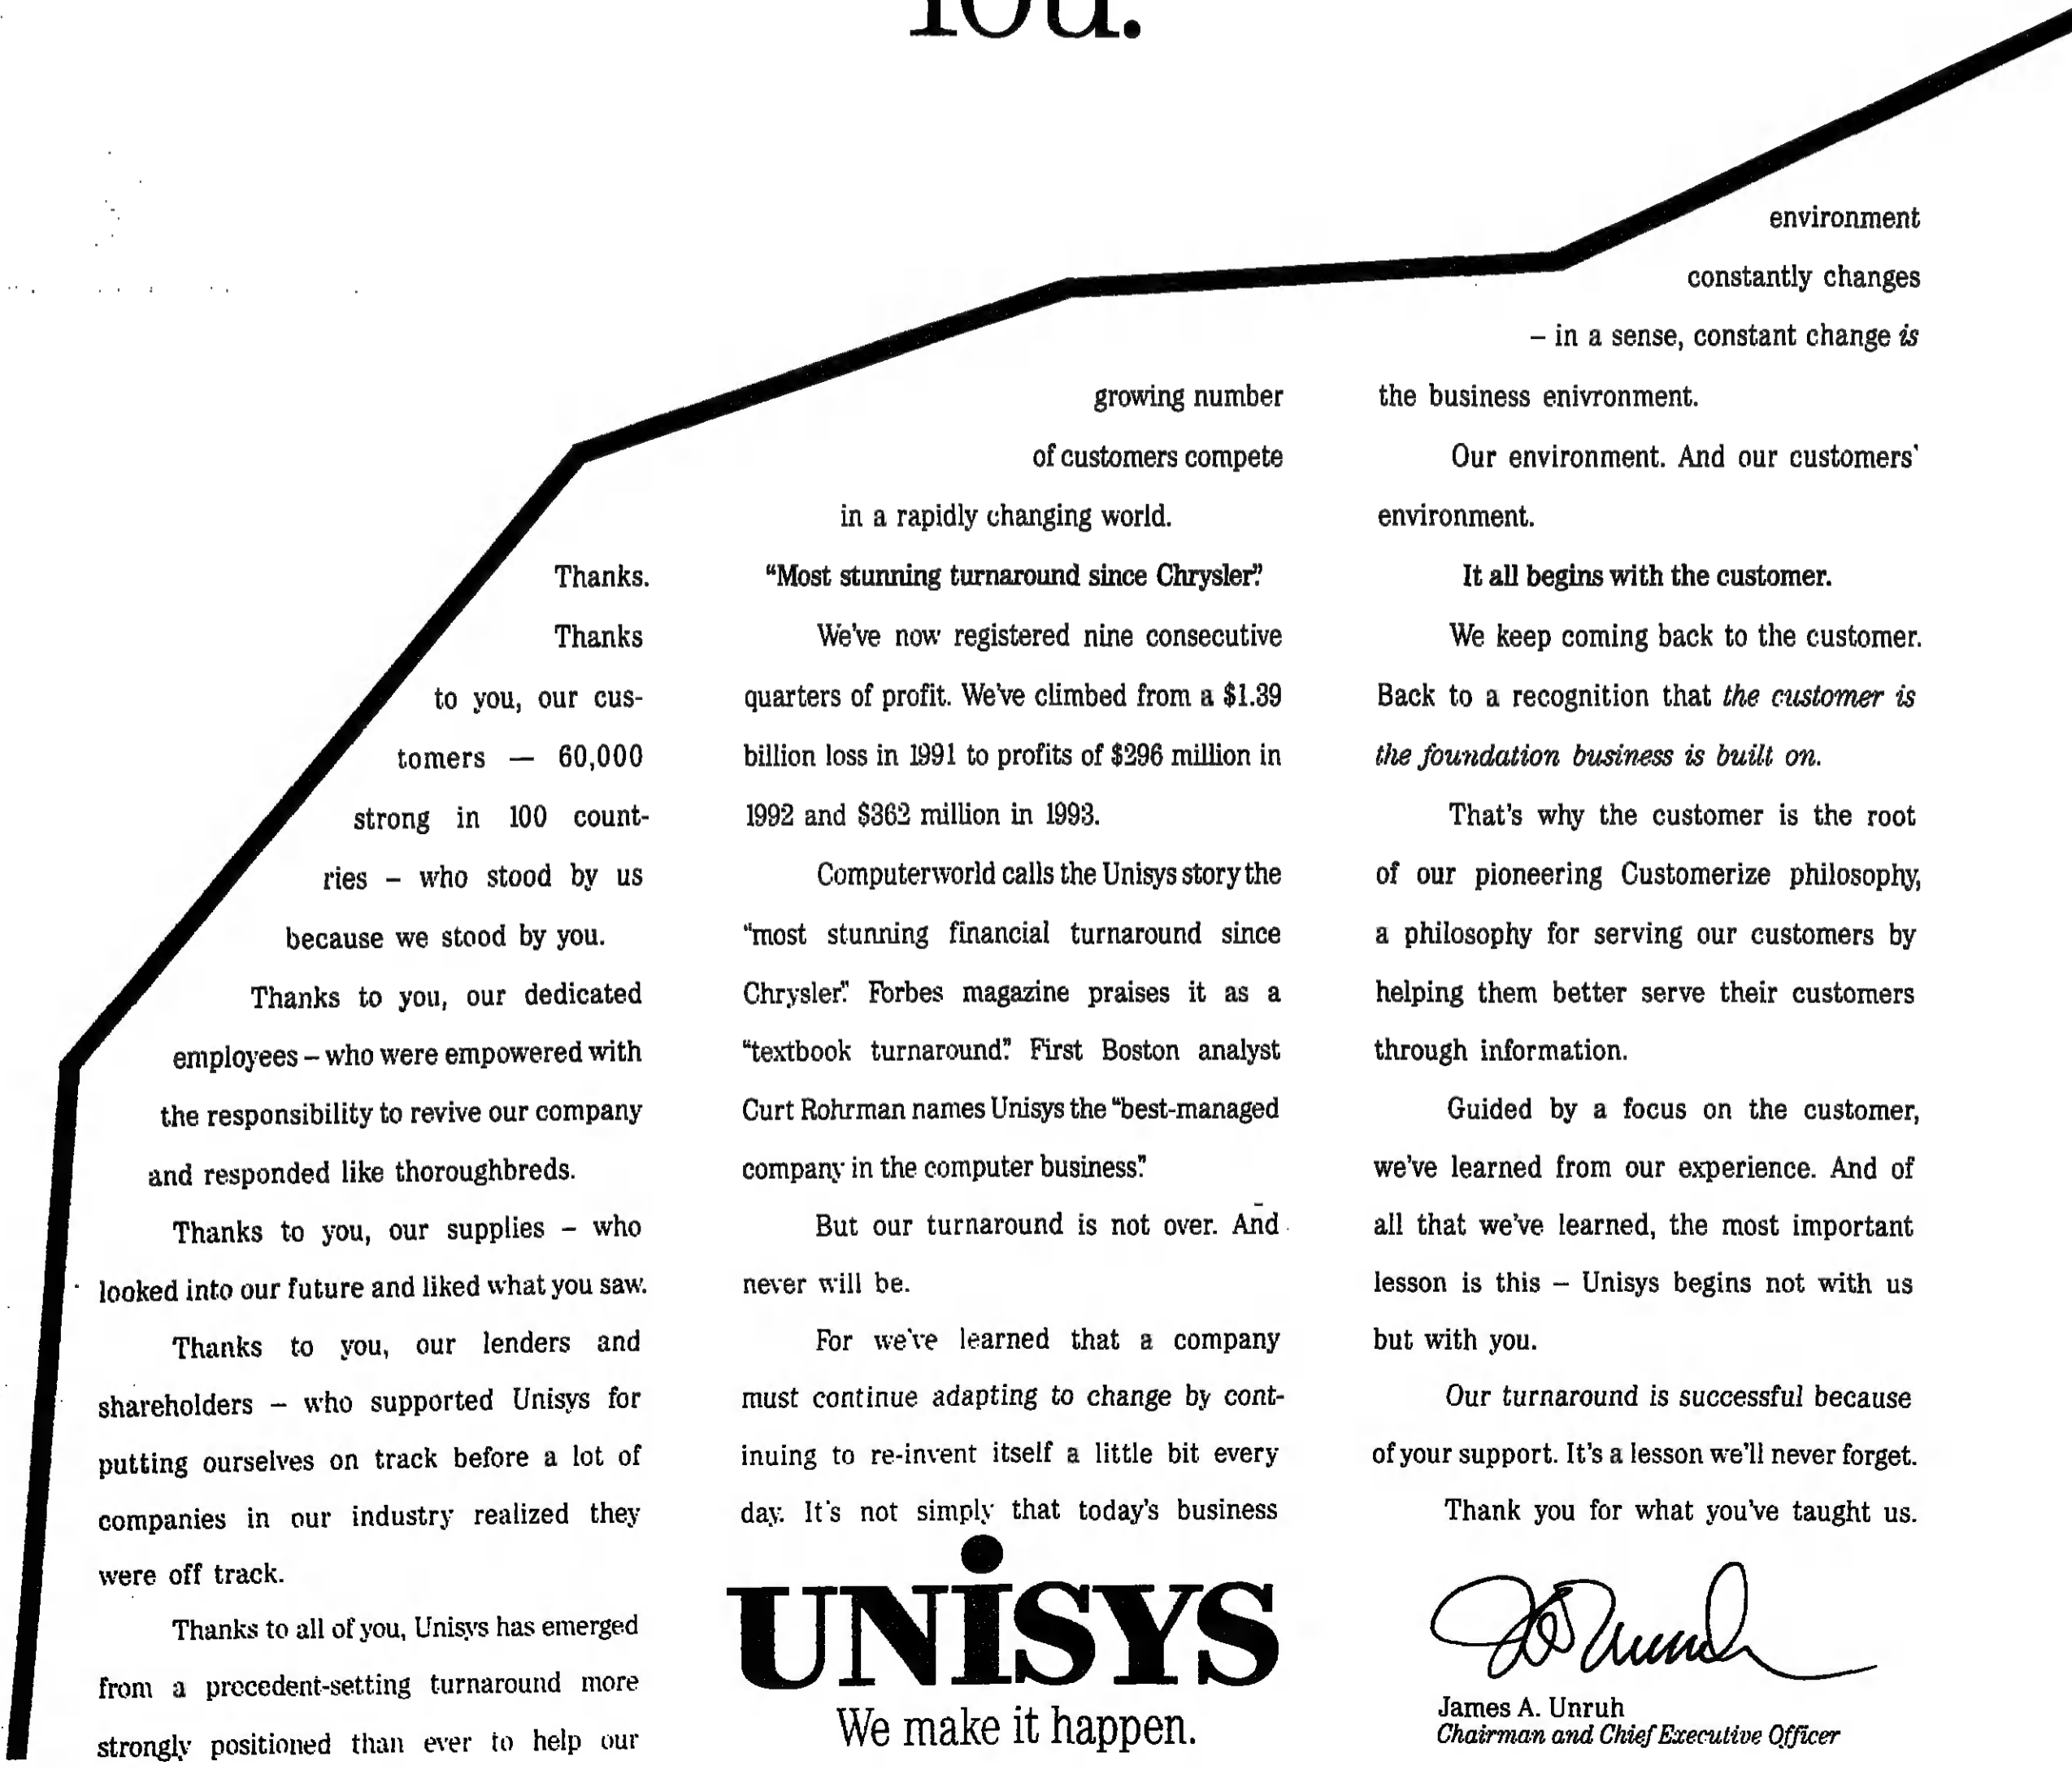 You.
Thanks.
Thanks
to you, our cus-
tomers — 60,000
strong in 100 count-
ries – who stood by us
because we stood by you.
Thanks to you, our dedicated
employees – who were empowered with
the responsibility to revive our company
and responded like thoroughbreds.
Thanks to you, our supplies – who
looked into our future and liked what you saw.
Thanks to you, our lenders and
shareholders – who supported Unisys for
putting ourselves on track before a lot of
companies in our industry realized they
were off track.
Thanks to all of you, Unisys has emerged
from a precedent-setting turnaround more
strongly positioned than ever to help our
growing number
of customers compete
in a rapidly changing world.
“Most stunning turnaround since Chrysler.”
We've now registered nine consecutive
quarters of profit. We've climbed from a $1.39
billion loss in 1991 to profits of $296 million in
1992 and $362 million in 1993.
Computerworld calls the Unisys story the
“most stunning financial turnaround since
Chrysler.” Forbes magazine praises it as a
“textbook turnaround.” First Boston analyst
Curt Rohrman names Unisys the “best-managed
company in the computer business.”
But our turnaround is not over. And
never will be.
For we've learned that a company
must continue adapting to change by cont-
inuing to re-invent itself a little bit every
day. It's not simply that today's business
environment
constantly changes
– in a sense, constant change is
the business enivronment.
Our environment. And our customers'
environment.
It all begins with the customer.
We keep coming back to the customer.
Back to a recognition that the customer is
the foundation business is built on.
That's why the customer is the root
of our pioneering Customerize philosophy,
a philosophy for serving our customers by
helping them better serve their customers
through information.
Guided by a focus on the customer,
we've learned from our experience. And of
all that we've learned, the most important
lesson is this – Unisys begins not with us
but with you.
Our turnaround is successful because
of your support. It's a lesson we'll never forget.
Thank you for what you've taught us.
UNiSYS
We make it happen.
James A. Unruh
Chairman and Chief Executive Officer